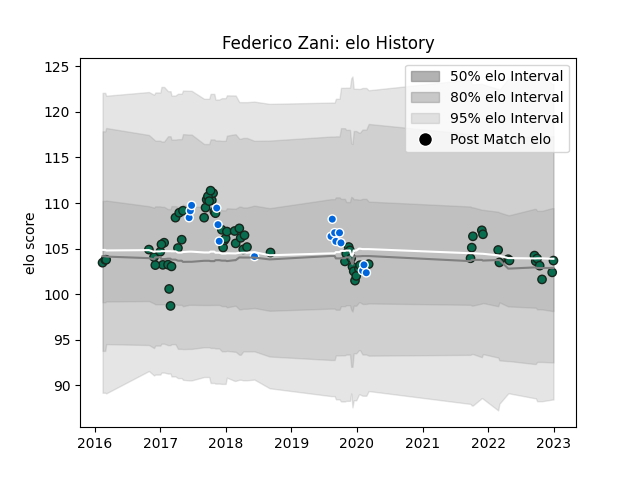 Federico Zani: elo History
50% elo Interval
80% elo Interval
95% elo Interval
Post Match elo
elo score
125
120
115
110
105
100
95
90
2016 2017 2018 2019 2020 2021 2022 2023